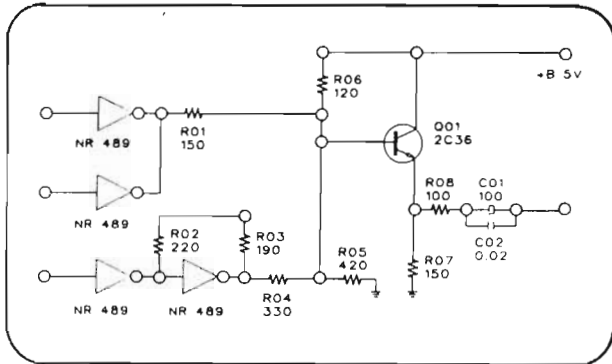 +B 5V
R06
120
Q01
2C36
R01
150
NR 489
R08
100
C01
100
NR 489
R02
220
R03
190
R05
420
C02
0.02
R07
150
R04
330
NR 489
NR 489